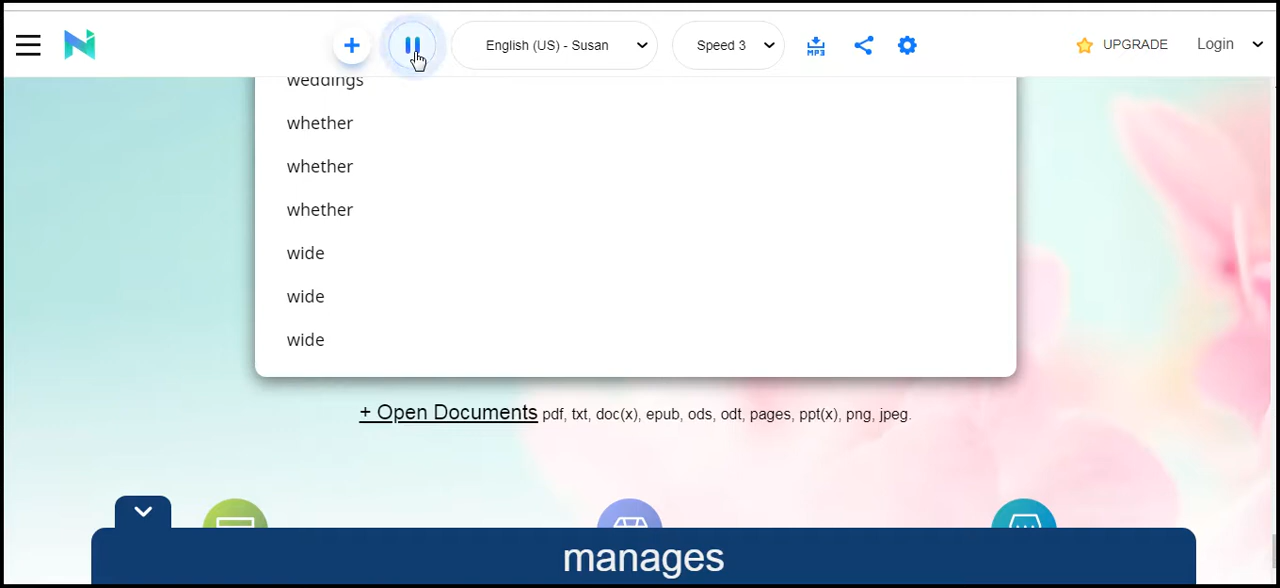 English (US) - Susan
Speed 3
MP3
UPGRADE
Login
weddings
whether
whether
whether
wide
wide
wide
+ Open Documents pdf, txt, doc(x), epub, ods, odt, pages, ppt(x), png, jpeg.
manages